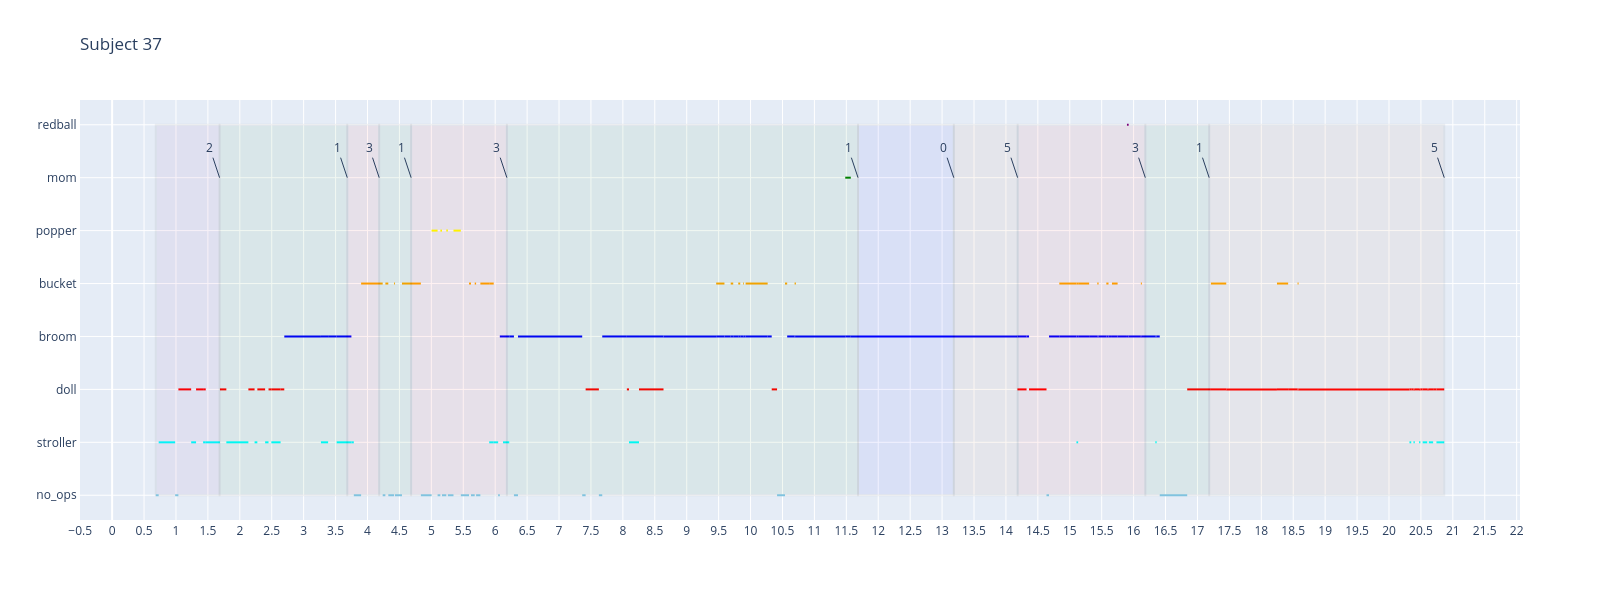 Subject 37
redball
2 1 3 1 3 1 0 5 3 1 5
mom
popper
bucket
broom
doll
stroller
no_ops
−0.5 0 0.5 1 1.5 2 2.5 3 3.5 4 4.5 5 5.5 6 6.5 7 7.5 8 8.5 9 9.5 10 10.5 11 11.5 12 12.5 13 13.5 14 14.5 15 15.5 16 16.5 17 17.5 18 18.5 19 19.5 20 20.5 21 21.5 22